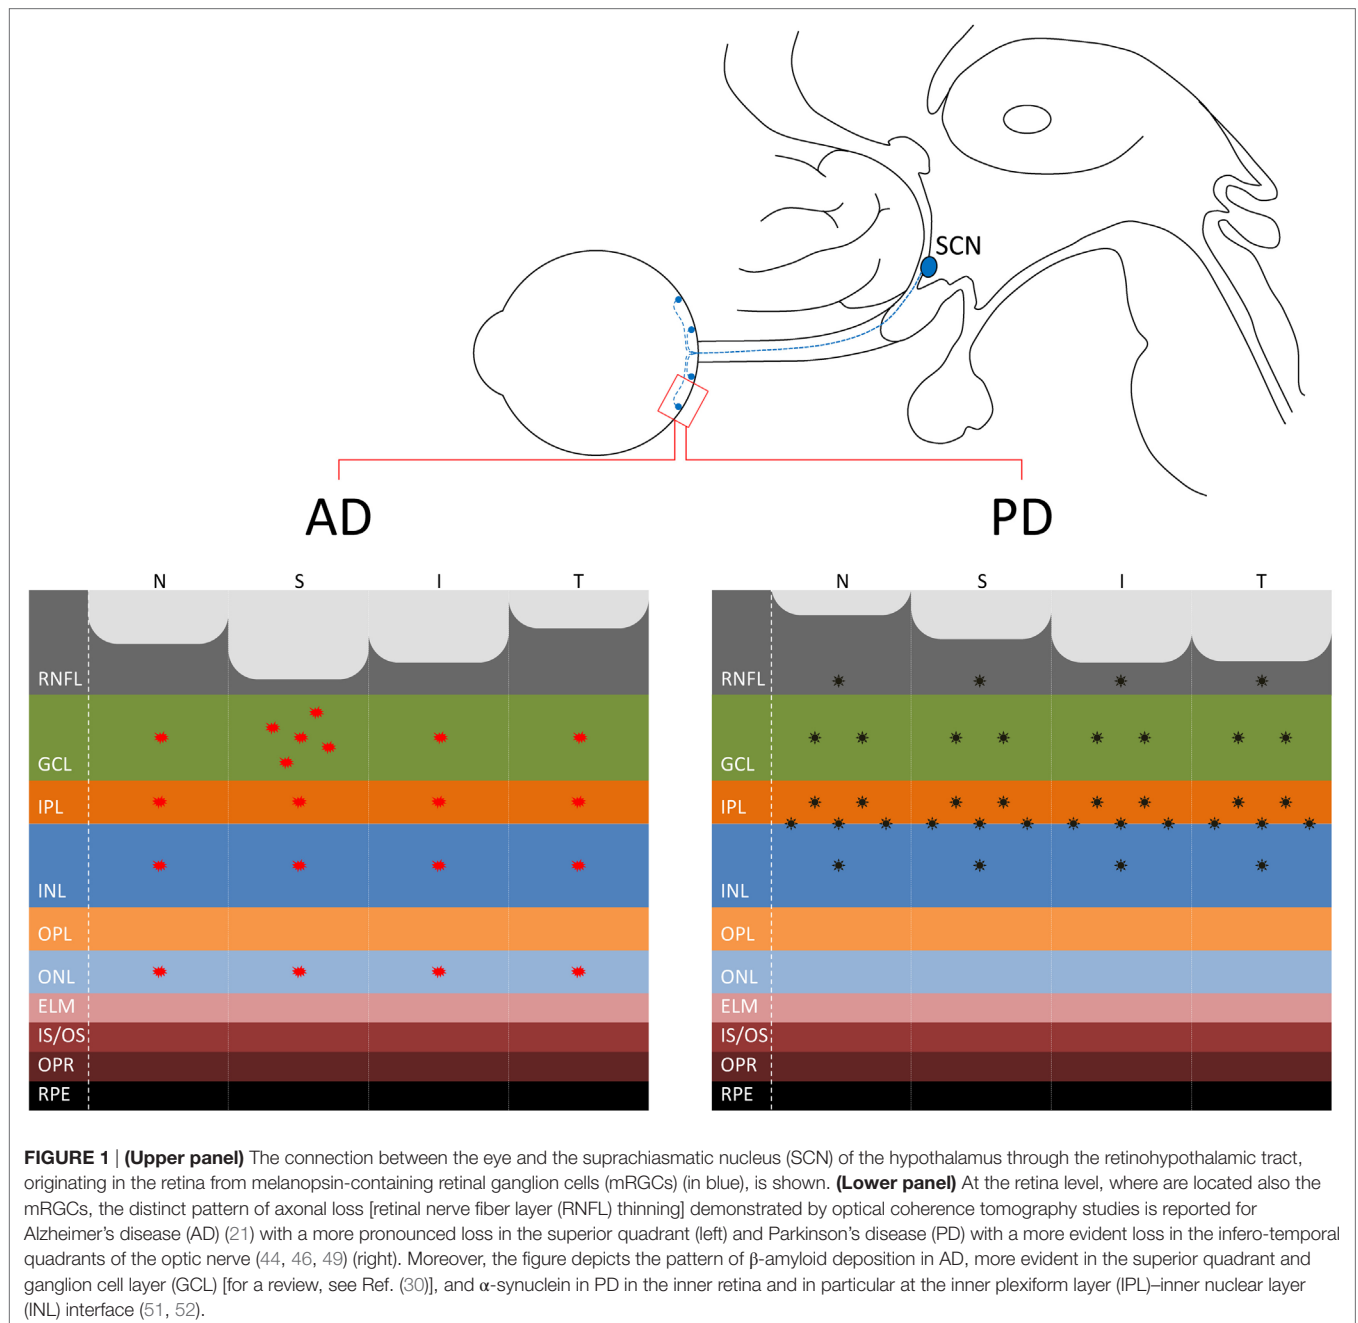 SCN
AD
PD
N S I T
RNFL
GCL
IPL
INL
OPL
ONL
ELM
IS/OS
OPR
RPE
N S I T
RNFL
GCL
IPL
INL
OPL
ONL
ELM
IS/OS
OPR
RPE
FIGURE 1 | (Upper panel) The connection between the eye and the suprachiasmatic nucleus (SCN) of the hypothalamus through the retinohypothalamic tract,
originating in the retina from melanopsin-containing retinal ganglion cells (mRGCs) (in blue), is shown. (Lower panel) At the retina level, where are located also the
mRGCs, the distinct pattern of axonal loss [retinal nerve fiber layer (RNFL) thinning] demonstrated by optical coherence tomography studies is reported for
Alzheimer's disease (AD) (21) with a more pronounced loss in the superior quadrant (left) and Parkinson's disease (PD) with a more evident loss in the infero-temporal
quadrants of the optic nerve (44, 46, 49) (right). Moreover, the figure depicts the pattern of β-amyloid deposition in AD, more evident in the superior quadrant and
ganglion cell layer (GCL) [for a review, see Ref. (30)], and α-synuclein in PD in the inner retina and in particular at the inner plexiform layer (IPL)–inner nuclear layer
(INL) interface (51, 52).